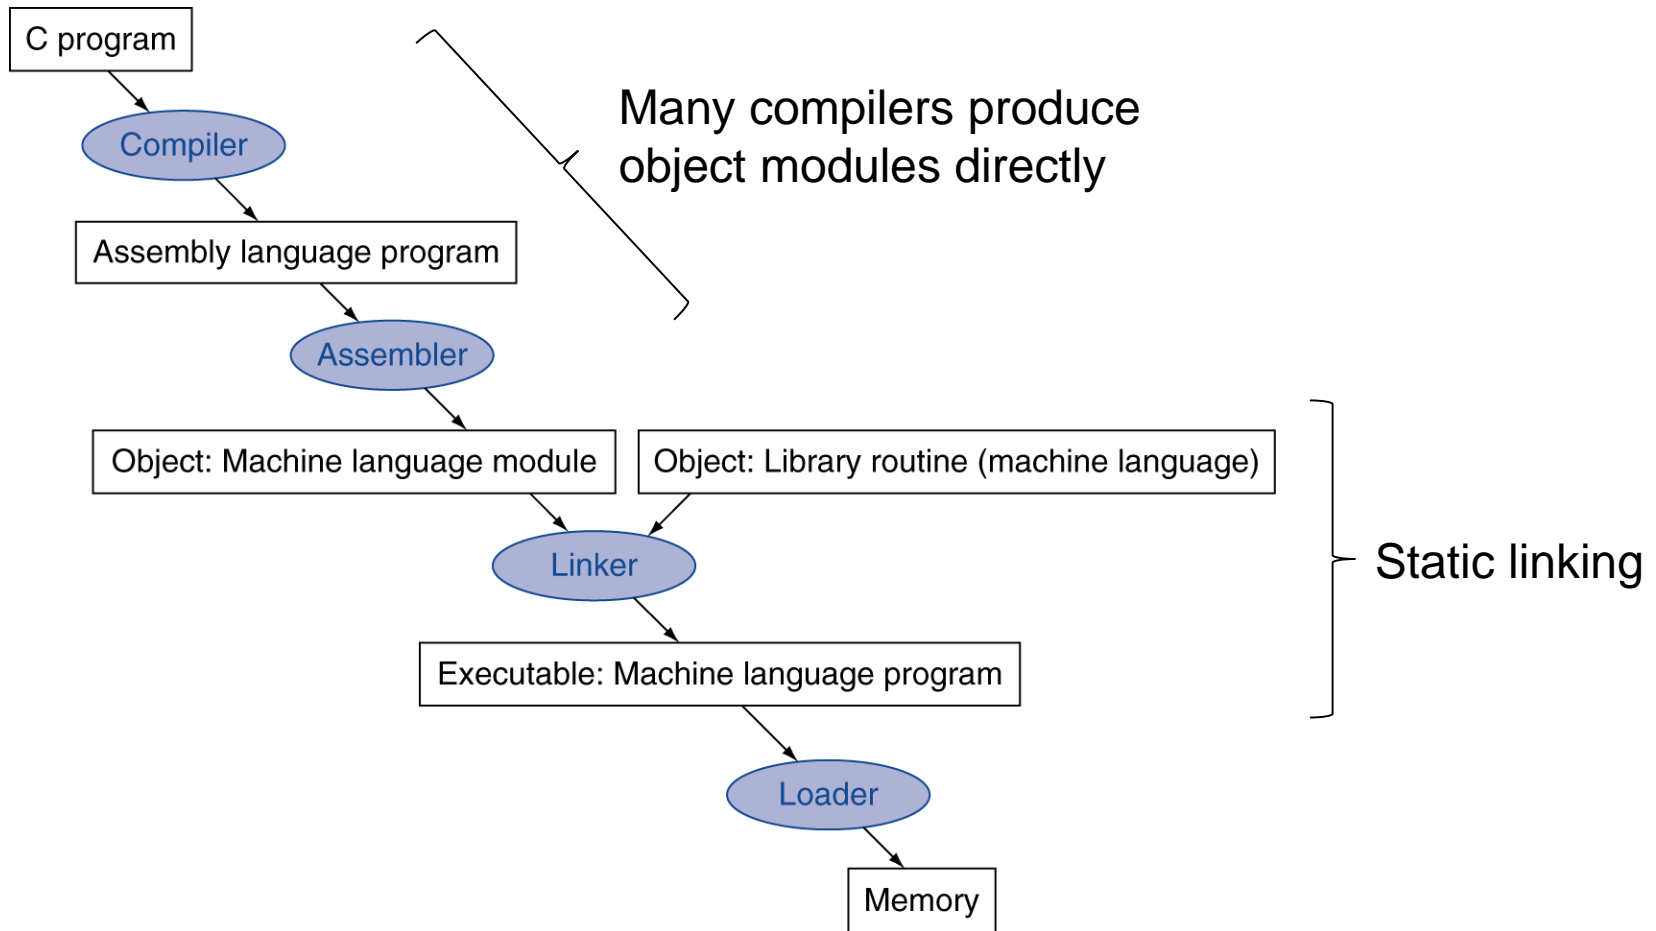 C program
Many compilers produce
object modules directly
Compiler
Assembly language program
Assembler
Object: Machine language module
Object: Library routine (machine language)
Linker
Static linking
Executable: Machine language program
Loader
Memory